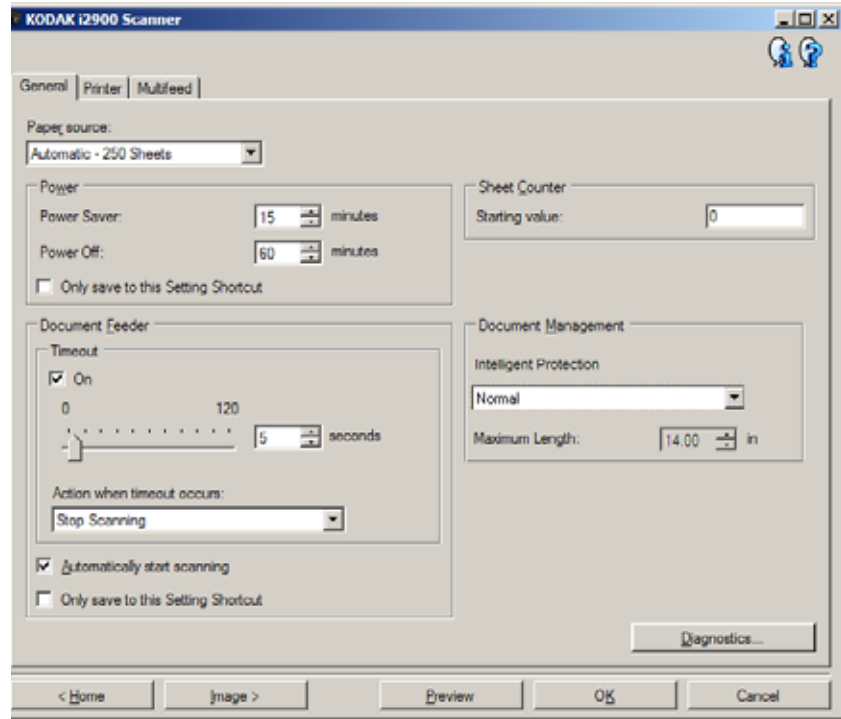 KODAK i2900 Scanner
General Printer Multifeed
Paper source:
Automatic - 250 Sheets
Power
Power Saver: 15 minutes
Power Off: 60 minutes
Only save to this Setting Shortcut
Sheet Counter
Starting value: 0
Document Feeder
Timeout
On
0 120
5 seconds
Action when timeout occurs:
Stop Scanning
Automatically start scanning
Only save to this Setting Shortcut
Document Management
Intelligent Protection
Normal
Maximum Length: 14.00 in
Diagnostics...
< Home Image > Preview OK Cancel